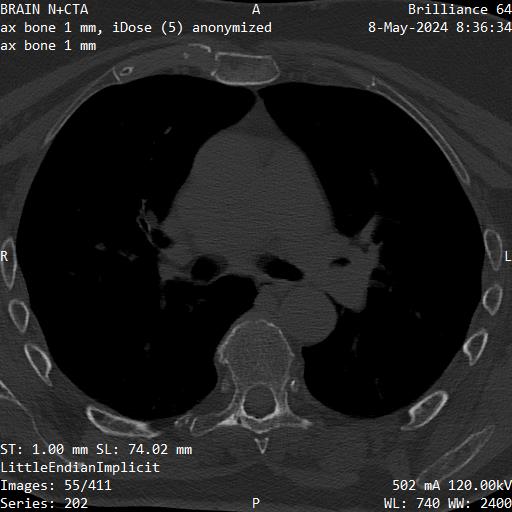 BRAIN N+CTA
A
Brilliance 64
ax bone 1 mm, iDose (5) anonymized
8-May-2024 8:36:34
ax bone 1 mm
R
L
ST: 1.00 mm SL: 74.02 mm
LittleEndianImplicit
Images: 55/411
502 mA 120.00kV
Series: 202
P
WL: 740 WW: 2400